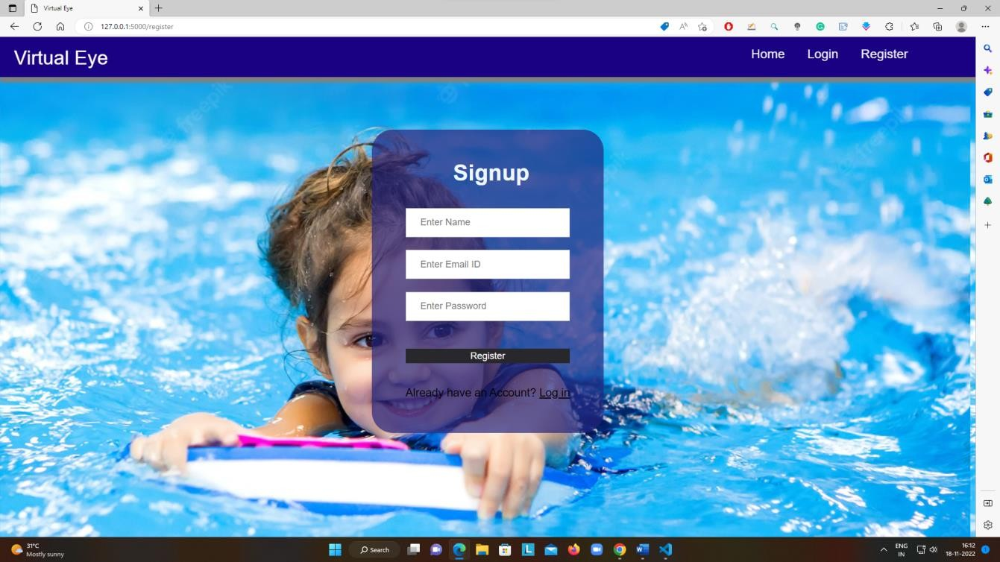 Virtual Eye
127.0.0.1:5000/register
Virtual Eye
Home Login Register
freepik
Signup
Enter Name
Enter Email ID
Enter Password
Register
Already have an Account? Log in
31°C
Mostly sunny
Search
ENG
IN
16:12
18-11-2022
1